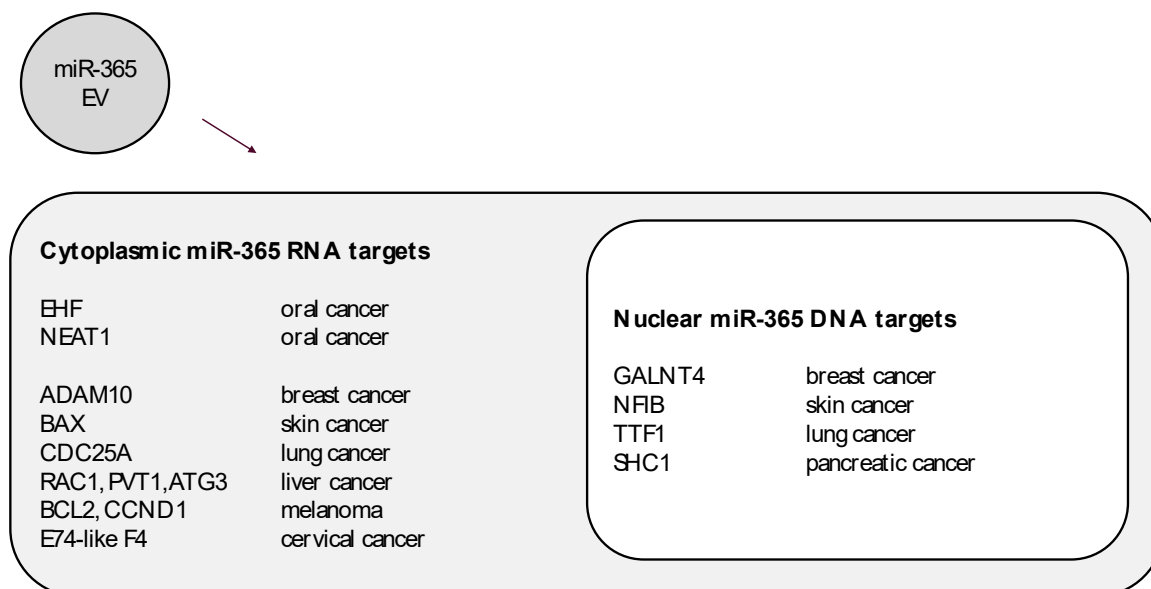 miR-365
EV
Cytoplasmic miR-365 RNA targets
EHF oral cancer
NEAT1 oral cancer
ADAM10 breast cancer
BAX skin cancer
CDC25A lung cancer
RAC1, PVT1,ATG3 liver cancer
BCL2, CCND1 melanoma
E74-like F4 cervical cancer
Nuclear miR-365 DNA targets
GALNT4 breast cancer
NFIB skin cancer
TTF1 lung cancer
SHC1 pancreatic cancer